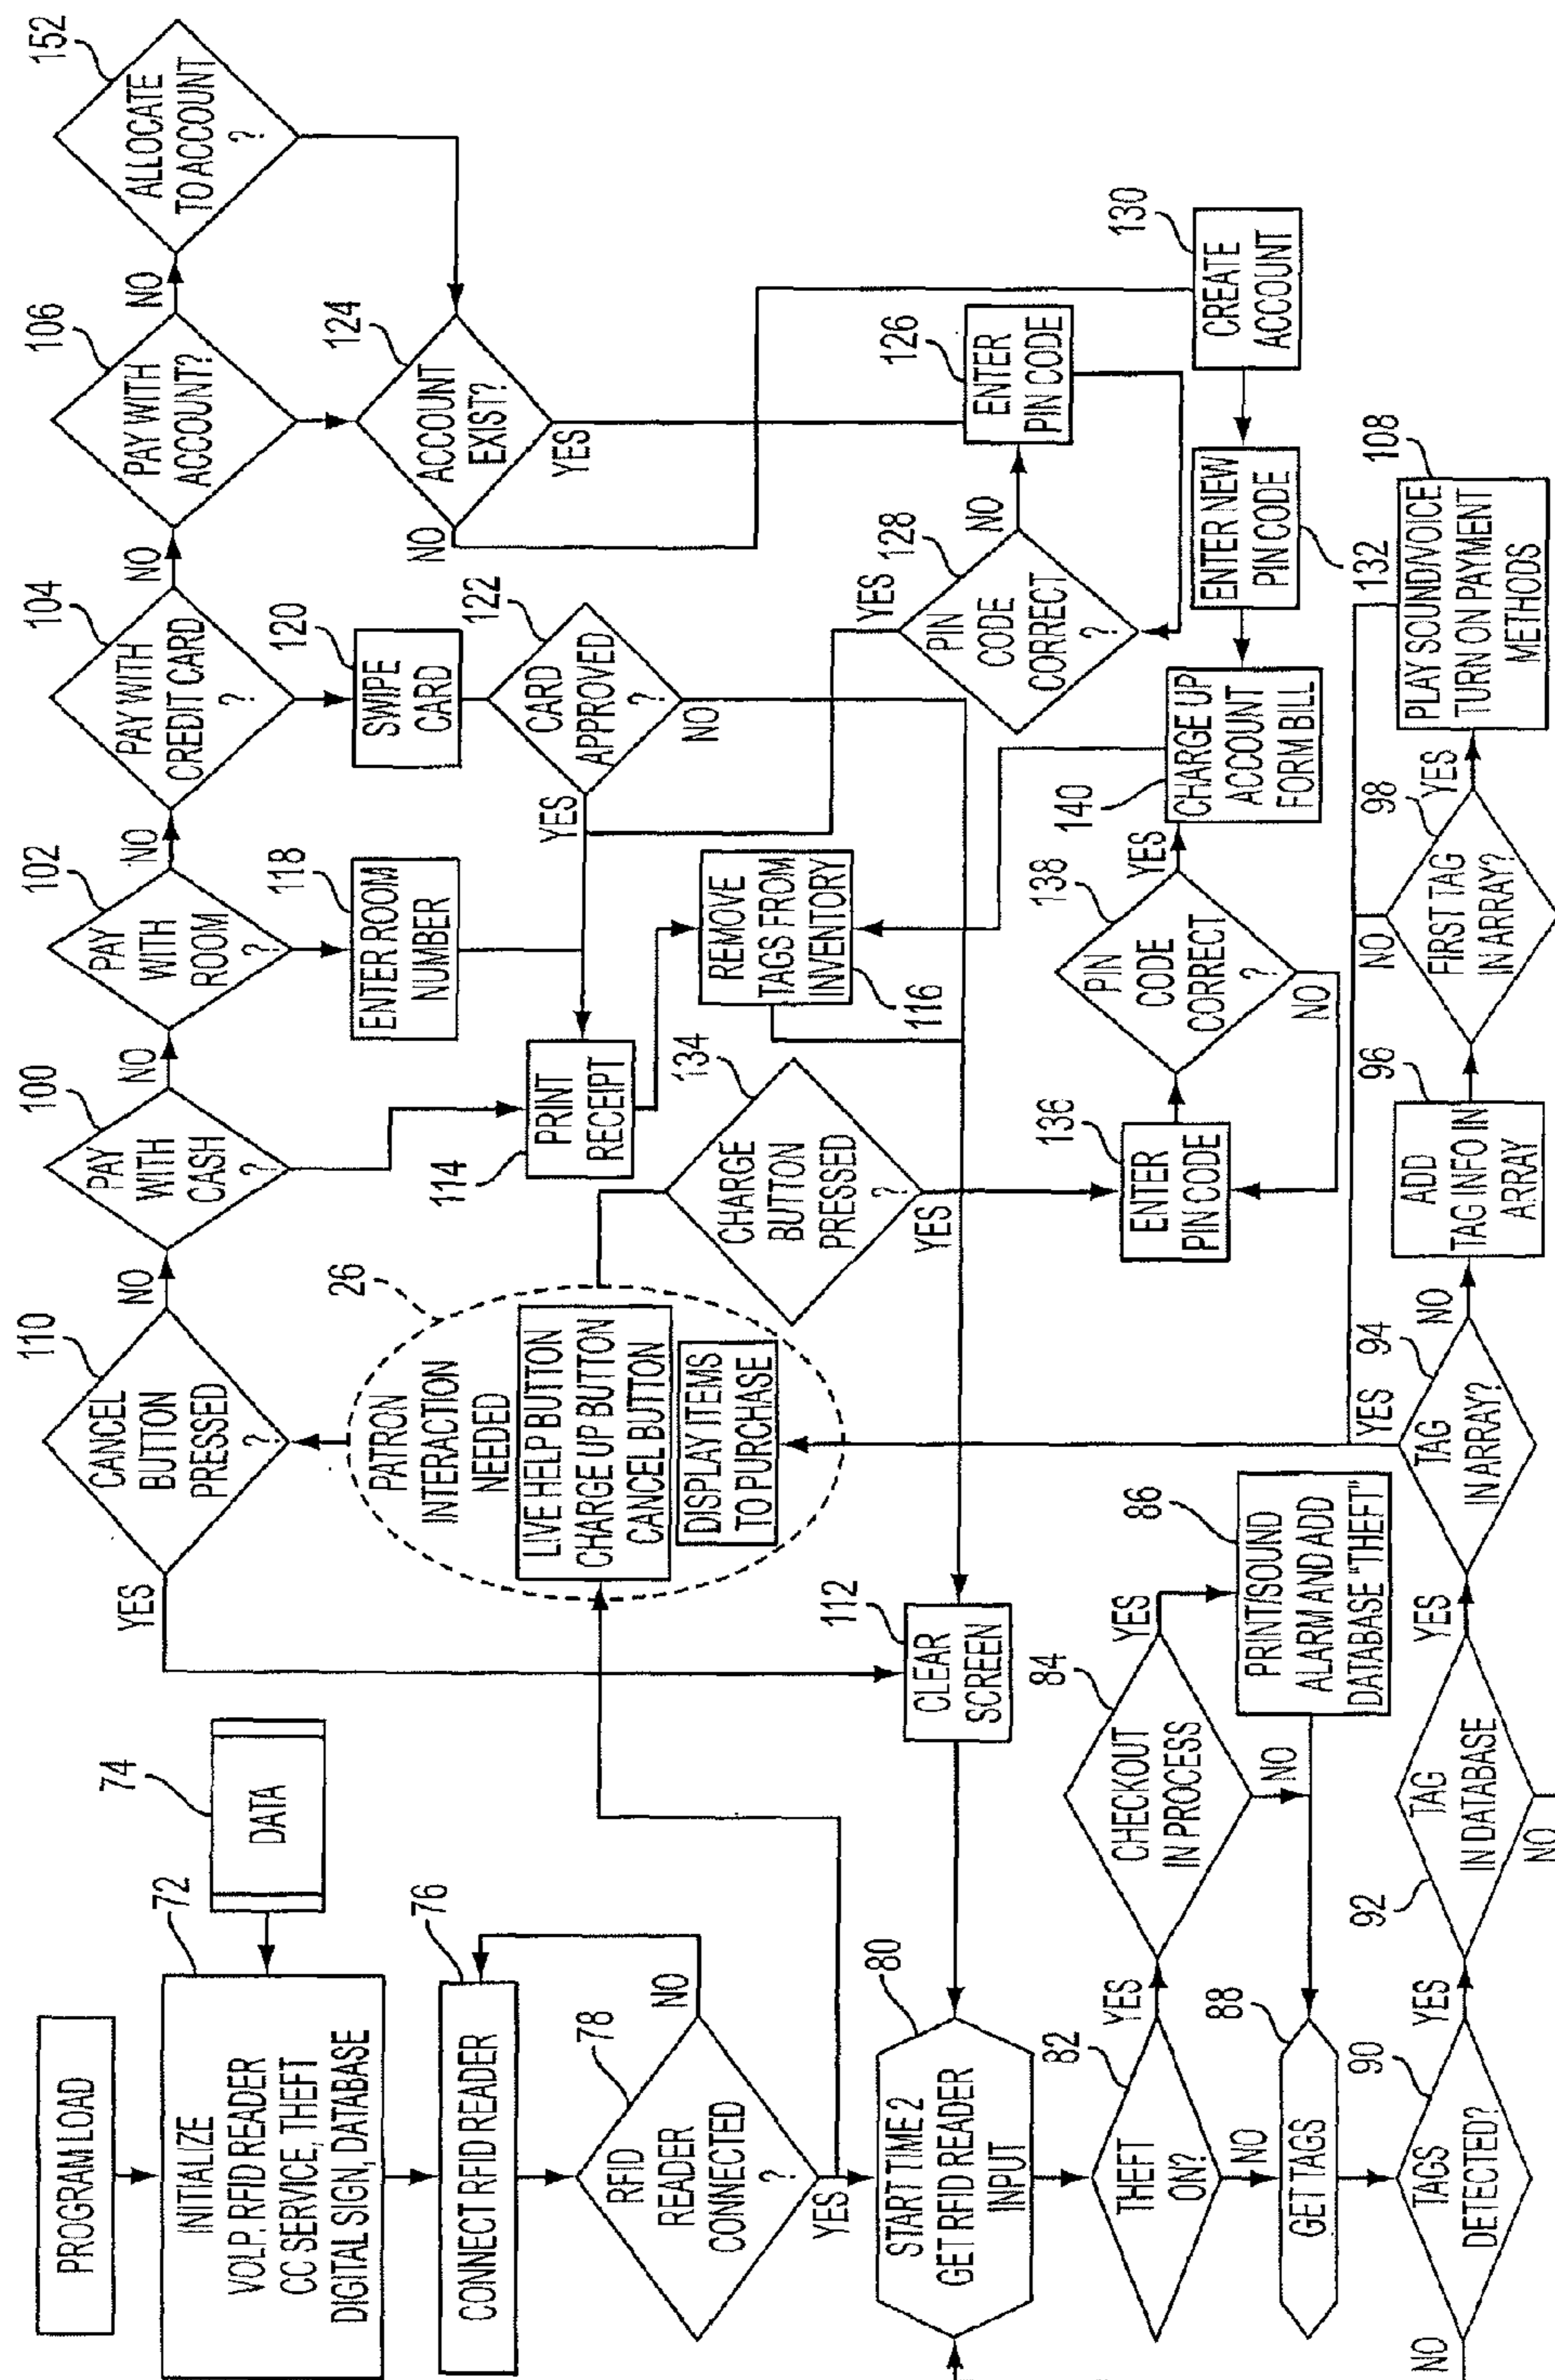 PROGRAM LOAD
72
INITIALIZE
VOLP. RFID READER
CC SERVICE, THEFT
DIGITAL SIGN, DATABASE
74
DATA
76
CONNECT RFID READER
78
RFID
READER
CONNECTED
?
NO
YES
80
START TIME 2
GET RFID READER
INPUT
82
THEFT
ON?
YES
NO
84
CHECKOUT
IN PROCESS
YES
NO
86
PRINT/SOUND
ALARM AND ADD
DATABASE "THEFT"
88
GET TAGS
90
TAGS
DETECTED?
NO
YES
92
TAG
IN DATABASE
YES
NO
94
TAG
IN ARRAY?
YES
NO
96
ADD
TAG INFO IN
ARRAY
98
FIRST TAG
IN ARRAY?
NO
YES
108
PLAY SOUND/VOICE
TURN ON PAYMENT
METHODS
110
CANCEL
BUTTON
PRESSED
?
YES
NO
26
PATRON
INTERACTION
NEEDED
LIVE HELP BUTTON
CHARGE UP BUTTON
CANCEL BUTTON
DISPLAY ITEMS
TO PURCHASE
112
CLEAR
SCREEN
100
PAY
WITH
CASH
?
NO
102
PAY
WITH
ROOM
?
NO
104
PAY WITH
CREDIT CARD
?
NO
106
PAY WITH
ACCOUNT?
NO
152
ALLOCATE
TO ACCOUNT
?
114
PRINT
RECEIPT
116
REMOVE
TAGS FROM
INVENTORY
118
ENTER ROOM
NUMBER
120
SWIPE
CARD
122
CARD
APPROVED
?
YES
NO
124
ACCOUNT
EXIST?
NO
YES
126
ENTER
PIN CODE
128
PIN
CODE
CORRECT
?
YES
NO
130
CREATE
ACCOUNT
132
ENTER NEW
PIN CODE
134
CHARGE
BUTTON
PRESSED
?
YES
136
ENTER
PIN CODE
138
PIN
CODE
CORRECT
?
YES
NO
140
CHARGE UP
ACCOUNT
FORM BILL